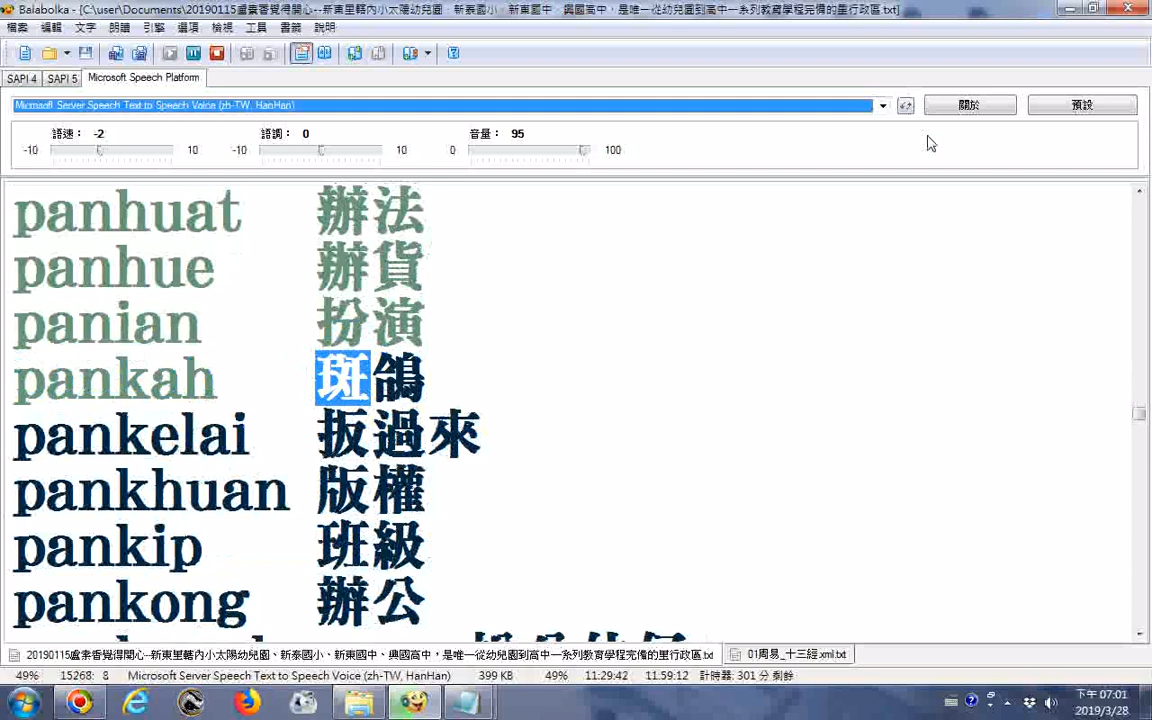 Balabolka - [C:\user\Documents\20190115盧絫香覺得開心--新東里轄內小太陽幼兒園、新泰國小、新東國中、興國高中，是唯一從幼兒園到高中一系列教育學程完備的里行政區.txt]
檔案 編輯 文字 朗讀 引擎 選項 檢視 工具 書籤 說明
SAPI 4 SAPI 5 Microsoft Speech Platform
Microsoft Server Speech Text to Speech Voice (zh-TW, HanHan) 關於 預設
語速： -2 語調： 0 音量： 95
-10 10 -10 10 0 100
panhuat 辦法
panhue 辦貨
panian 扮演
pankah 斑鴿
pankelai 扳過來
pankhuan 版權
pankip 班級
pankong 辦公
20190115盧絫香覺得開心--新東里轄內小太陽幼兒園、新泰國小、新東國中、興國高中，是唯一從幼兒園到高中一系列教育學程完備的里行政區.txt 01周易_十三經.xml.txt
49% 15268: 8 Microsoft Server Speech Text to Speech Voice (zh-TW, HanHan) 399 KB 49% 11:29:42 11:59:12 計時器: 301 分 剩餘
下午 07:01
2019/3/28